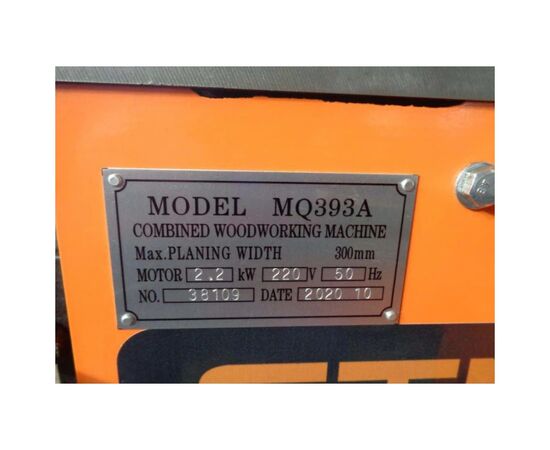 MODEL MQ393A
COMBINED WOODWORKING MACHINE
Max.PLANING WIDTH 300mm
MOTOR 2.2 kW 220 V 50 Hz
NO. 38109 DATE 2020 10